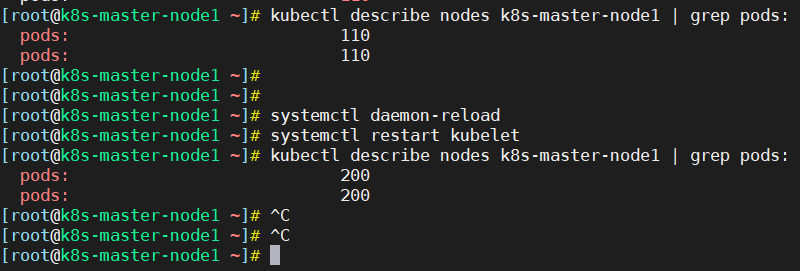 [root@k8s-master-node1 ~]# kubectl describe nodes k8s-master-node1 | grep pods:
  pods:                           110
  pods:                           110
[root@k8s-master-node1 ~]#
[root@k8s-master-node1 ~]#
[root@k8s-master-node1 ~]# systemctl daemon-reload
[root@k8s-master-node1 ~]# systemctl restart kubelet
[root@k8s-master-node1 ~]# kubectl describe nodes k8s-master-node1 | grep pods:
  pods:                           200
  pods:                           200
[root@k8s-master-node1 ~]# ^C
[root@k8s-master-node1 ~]# ^C
[root@k8s-master-node1 ~]#